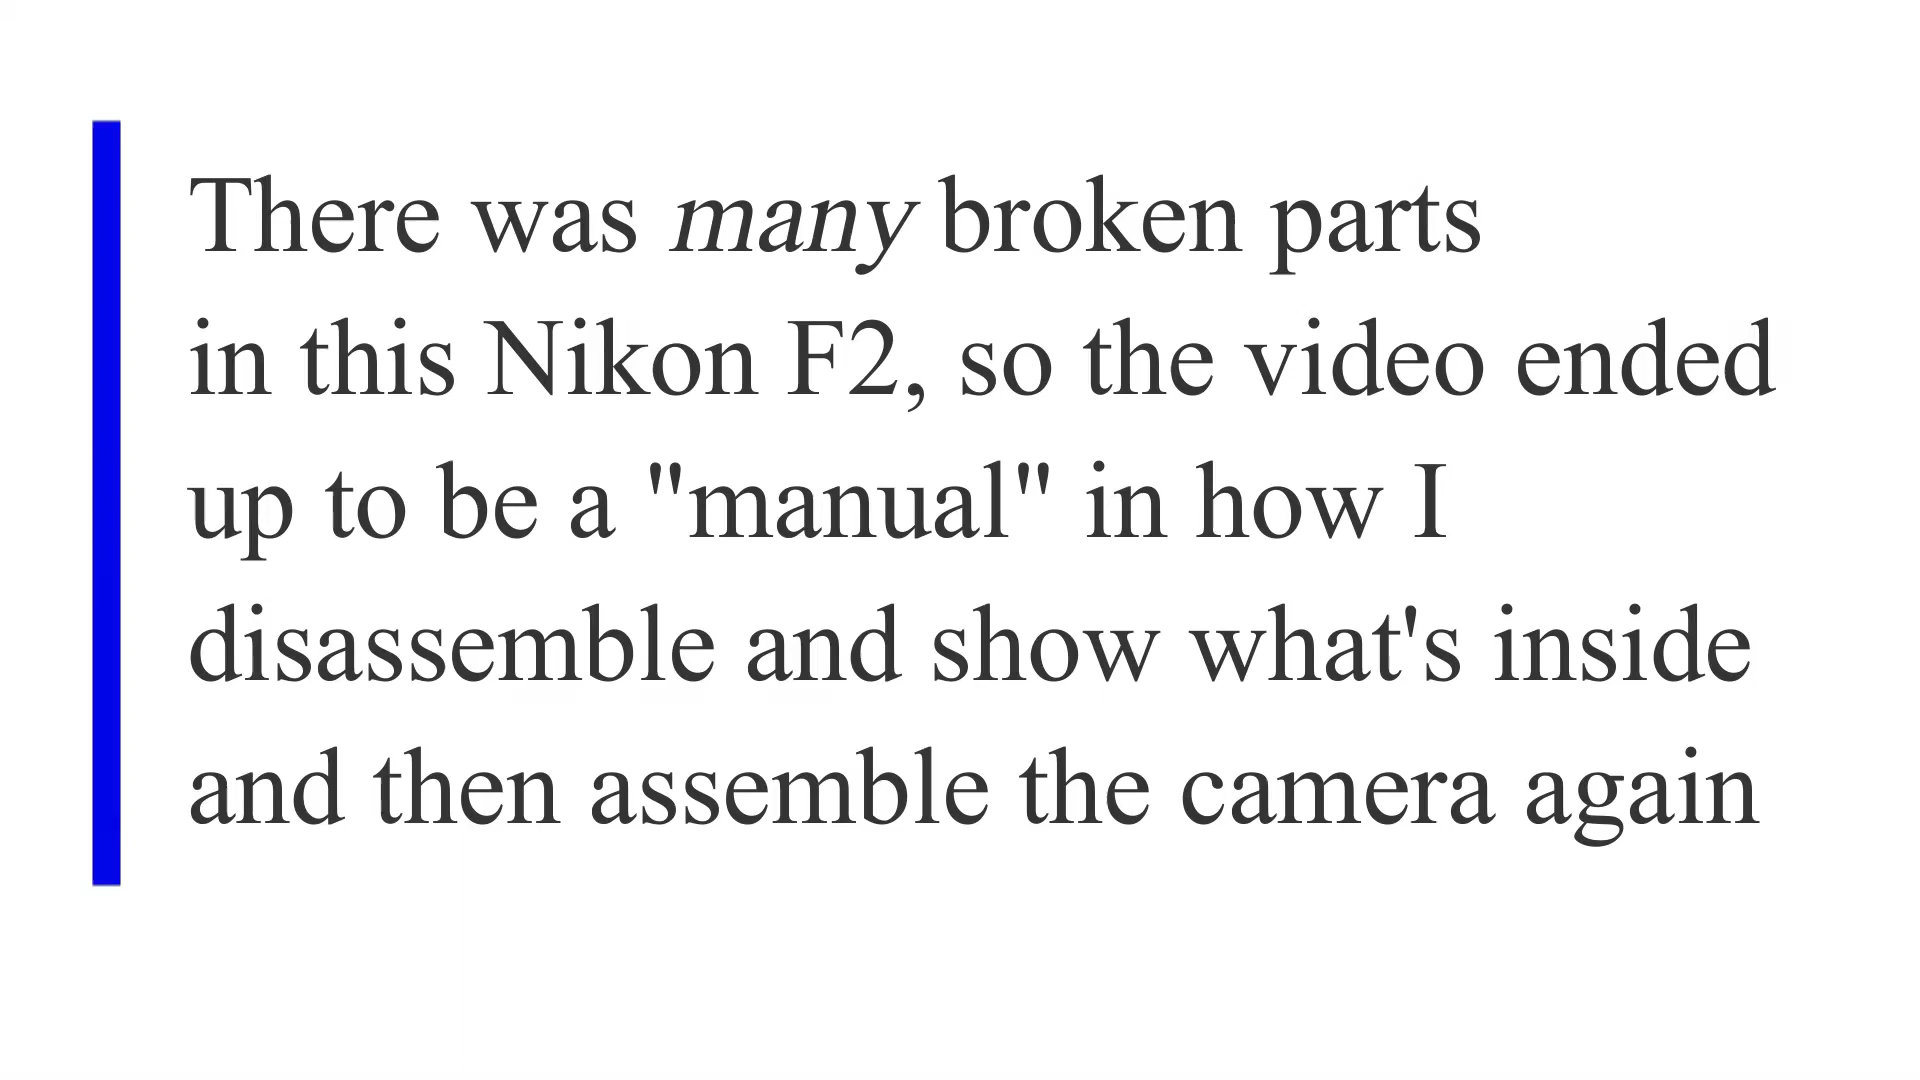 There was many broken parts
in this Nikon F2, so the video ended
up to be a "manual" in how I
disassemble and show what's inside
and then assemble the camera again